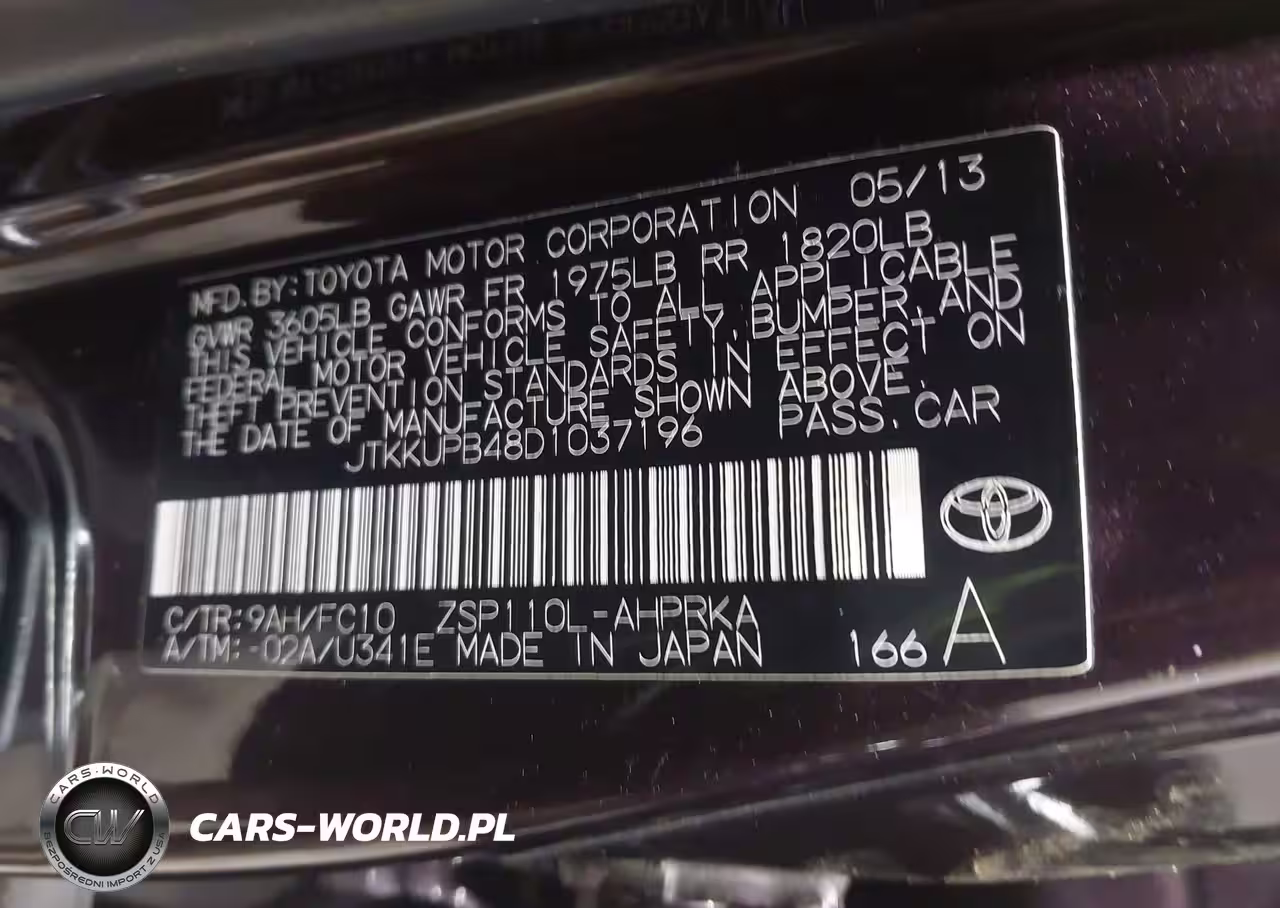 MFD.BY:TOYOTA MOTOR CORPORATION 05/13
GVWR 3605LB GAWR FR 1975LB RR 1820LB
THIS VEHICLE CONFORMS TO ALL APPLICABLE
FEDERAL MOTOR VEHICLE SAFETY,BUMPER,AND
THEFT PREVENTION STANDARDS IN EFFECT ON
THE DATE OF MANUFACTURE SHOWN ABOVE.
JTKKUPB48D1037196 PASS.CAR
C/TR:9AH/FC10 ZSP110L-AHPRKA
A/TM:-02A/U341E MADE IN JAPAN 166 A
CARS-WORLD
CW
BEZPOŚREDNI IMPORT Z USA
CARS-WORLD.PL